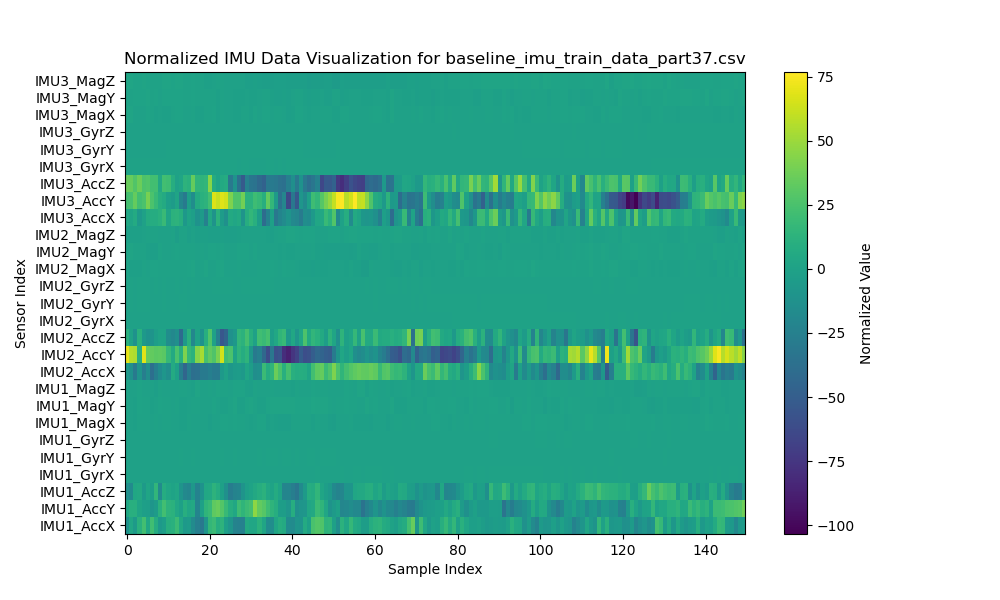 Normalized IMU Data Visualization for baseline_imu_train_data_part37.csv
IMU3_MagZ
IMU3_MagY
IMU3_MagX
IMU3_GyrZ
IMU3_GyrY
IMU3_GyrX
IMU3_AccZ
IMU3_AccY
IMU3_AccX
IMU2_MagZ
IMU2_MagY
IMU2_MagX
IMU2_GyrZ
IMU2_GyrY
IMU2_GyrX
IMU2_AccZ
IMU2_AccY
IMU2_AccX
IMU1_MagZ
IMU1_MagY
IMU1_MagX
IMU1_GyrZ
IMU1_GyrY
IMU1_GyrX
IMU1_AccZ
IMU1_AccY
IMU1_AccX
Sensor Index
0 20 40 60 80 100 120 140
Sample Index
75
50
25
0
−25
−50
−75
−100
Normalized Value